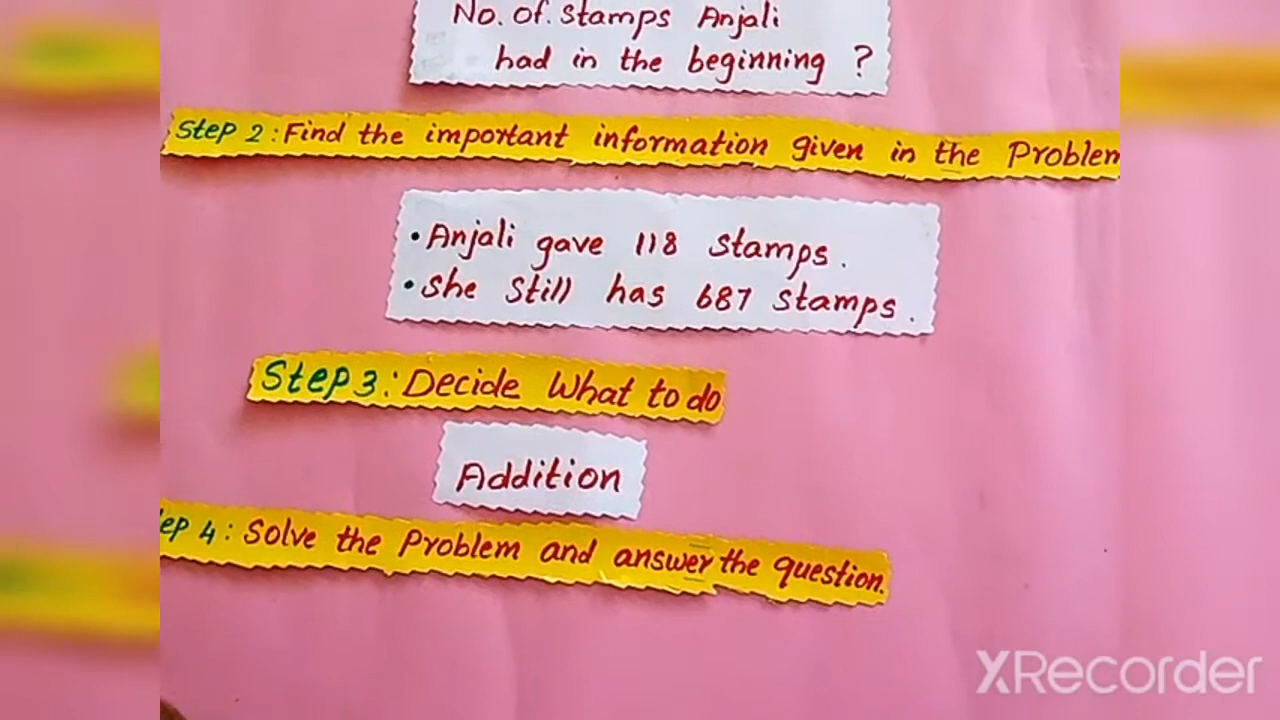 No. of. Stamps Anjali
had in the beginning ?
Step 2 : Find the important information given in the Problem
• Anjali gave 118 Stamps.
• She Still has 687 Stamps.
Step 3 : Decide What to do
Addition
ep 4 : Solve the Problem and answer the question.
XRecorder